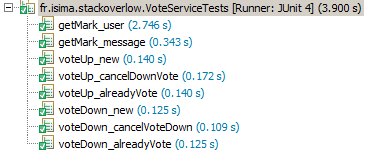 fr.isima.stackoverlow.VoteServiceTests [Runner: JUnit 4] (3.900 s)
getMark_user (2.746 s)
getMark_message (0.343 s)
voteUp_new (0.140 s)
voteUp_cancelDownVote (0.172 s)
voteUp_alreadyVote (0.140 s)
voteDown_new (0.125 s)
voteDown_cancelVoteDown (0.109 s)
voteDown_alreadyVote (0.125 s)